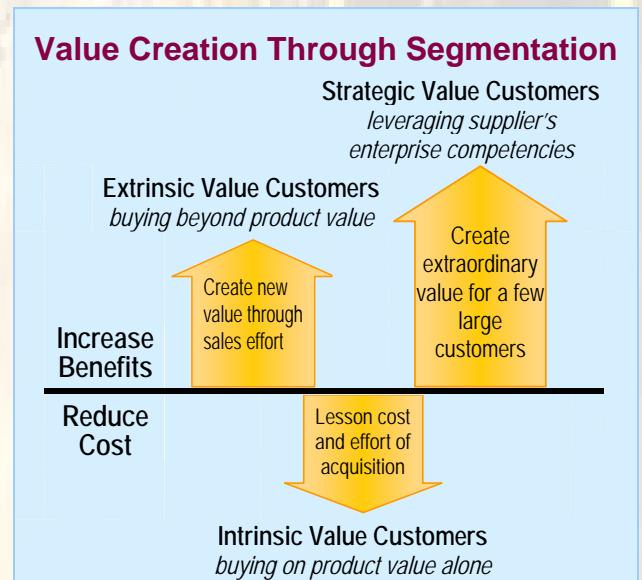 Value Creation Through Segmentation
Strategic Value Customers
leveraging supplier's
enterprise competencies
Extrinsic Value Customers
buying beyond product value
Create new
value through
sales effort
Create
extraordinary
value for a few
large
customers
Increase
Benefits
Reduce
Cost
Lesson cost
and effort of
acquisition
Intrinsic Value Customers
buying on product value alone